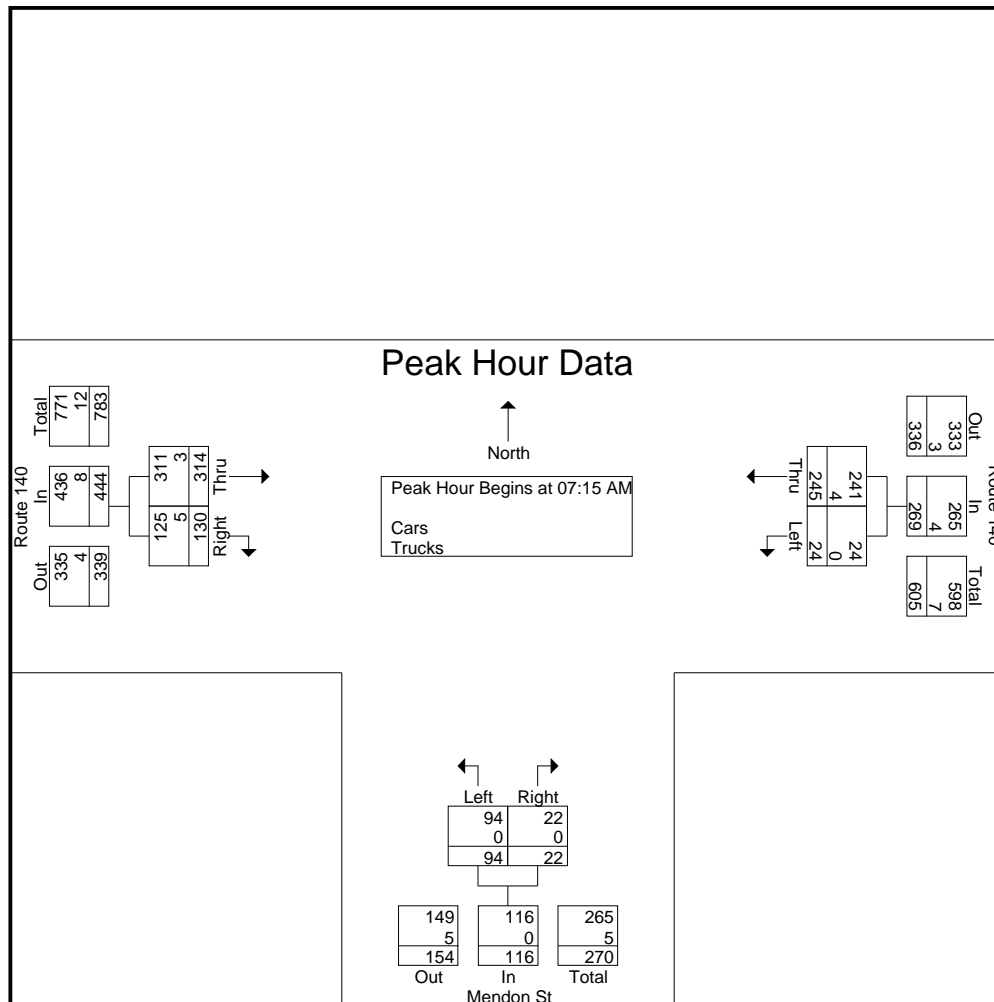 Peak Hour Data
North
Peak Hour Begins at 07:15 AM
Cars
Trucks
Route 140
Total
771
12
783
In
436
8
444
Out
335
4
339
311
3
314
Thru
125
5
130
Right
Route 140
Out
333
3
336
In
265
4
269
Total
598
7
605
Thru
241
4
245
Left
24
0
24
Left Right
94 22
0 0
94 22
149 116 265
5 0 5
154 116 270
Out In Total
Mendon St